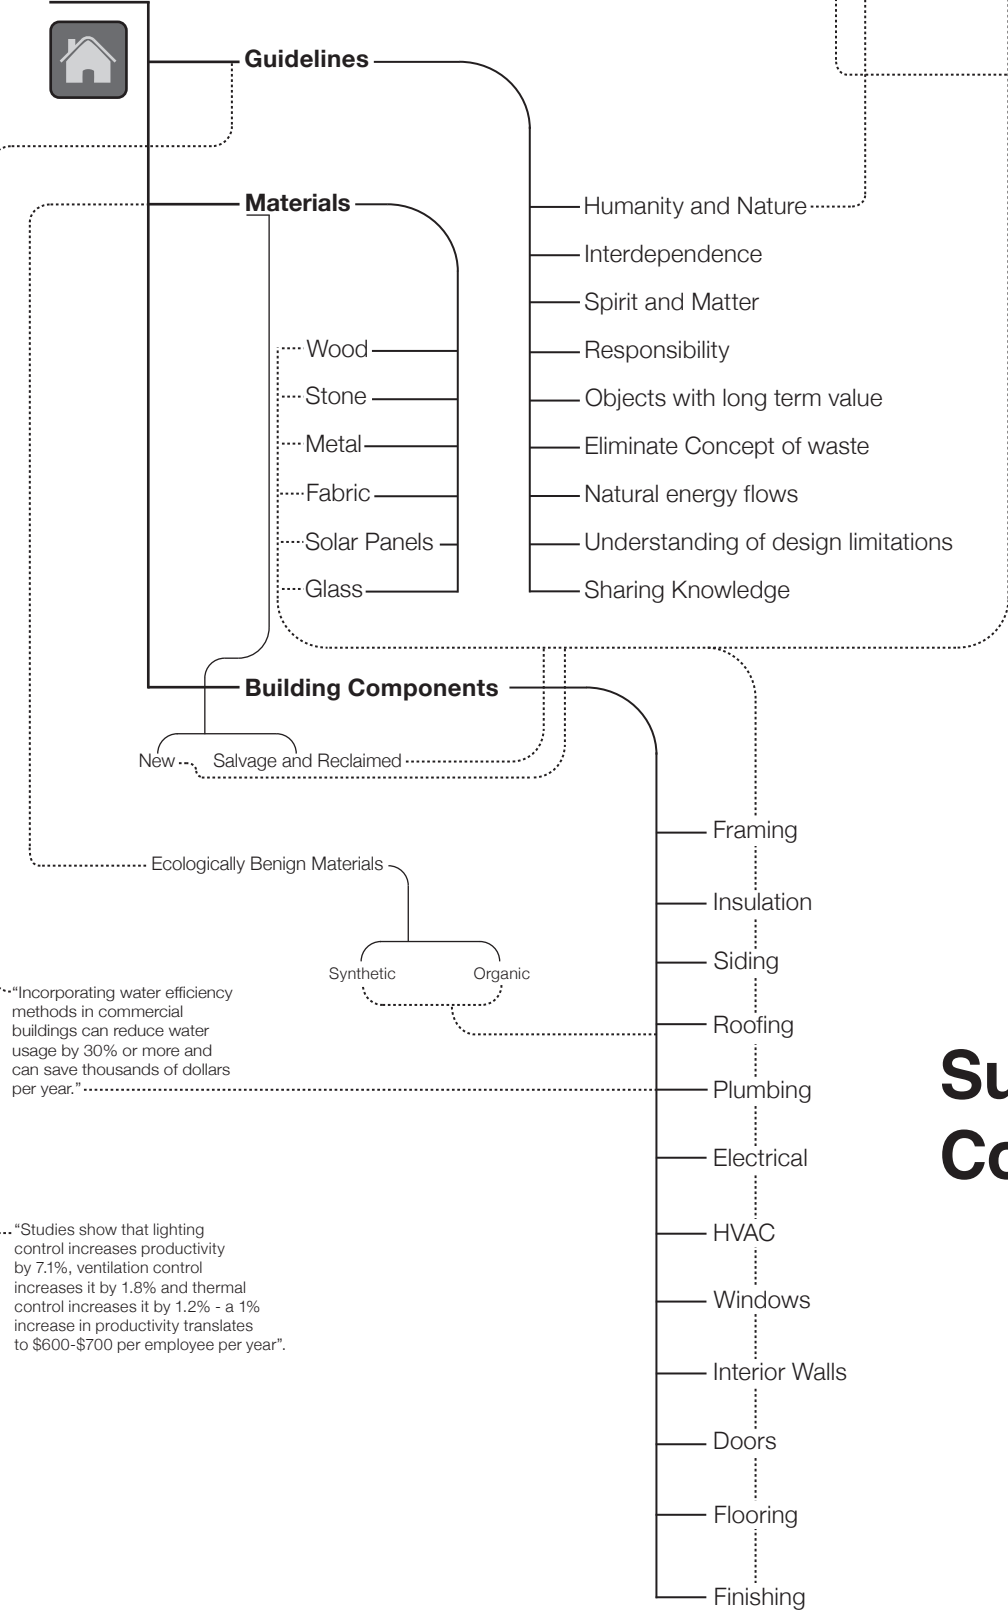 Guidelines
Humanity and Nature
Interdependence
Spirit and Matter
Responsibility
Objects with long term value
Eliminate Concept of waste
Natural energy flows
Understanding of design limitations
Sharing Knowledge
Materials
Wood
Stone
Metal
Fabric
Solar Panels
Glass
New
Salvage and Reclaimed
Ecologically Benign Materials
Synthetic
Organic
Building Components
Framing
Insulation
Siding
Roofing
Plumbing
Electrical
HVAC
Windows
Interior Walls
Doors
Flooring
Finishing
“Incorporating water efficiency
methods in commercial
buildings can reduce water
usage by 30% or more and
can save thousands of dollars
per year.”
“Studies show that lighting
control increases productivity
by 7.1%, ventilation control
increases it by 1.8% and thermal
control increases it by 1.2% - a 1%
increase in productivity translates
to $600-$700 per employee per year”.